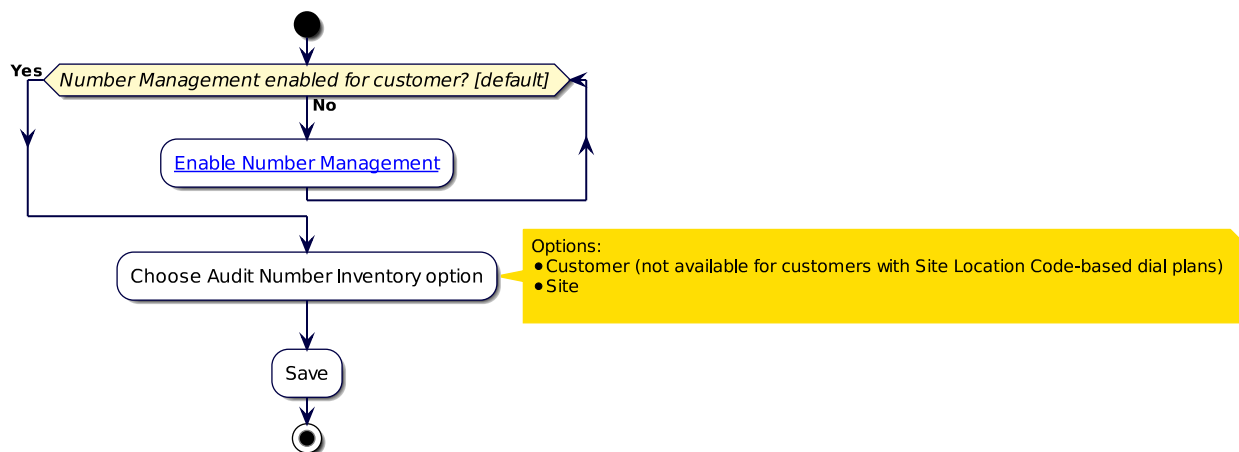 Yes
Number Management enabled for customer? [default]
No
Enable Number Management
Choose Audit Number Inventory option
Options:
• Customer (not available for customers with Site Location Code-based dial plans)
• Site
Save